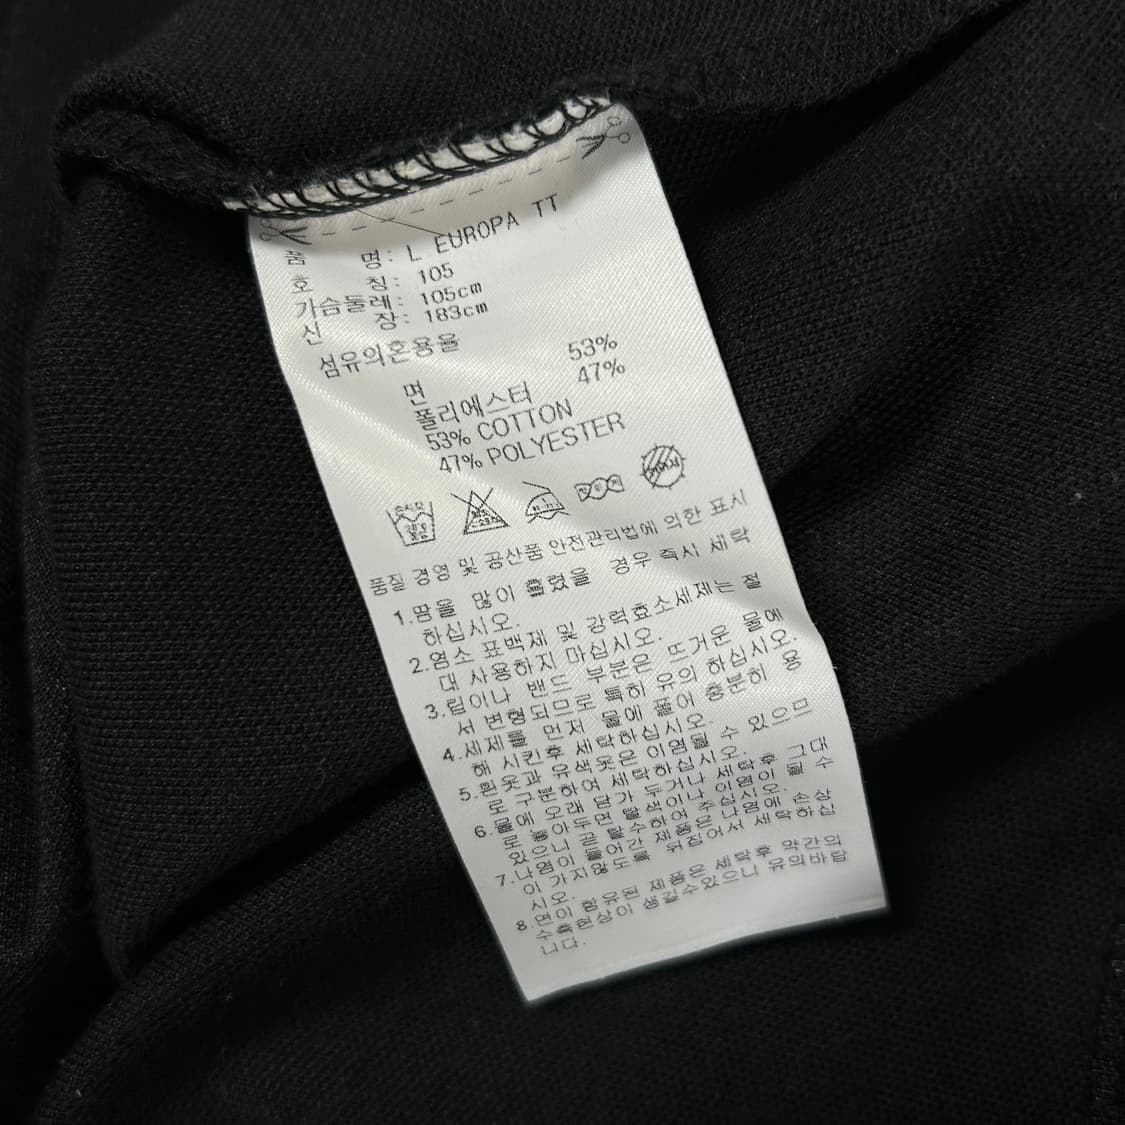 품 명: L EUROPA TT
호 칭: 105
가슴둘레: 105cm
신 장: 183cm
섬유의혼용율
면 53%
폴리에스터 47%
53% COTTON
47% POLYESTER
품질 경영 및 공산품 안전관리법에 의한 표시
1.땀을 많이 흘렸을 경우 즉시 세탁
하십시오.
2.염소 표백제 및 강력효소세제는 절
대 사용하지 마십시오.
3.립이나 밴드 부분은 뜨거운 물에
서 변형되므로 특히 유의 하십시오.
4.세제를 먼저 물에 풀어 충분히 용
해 시킨후 세탁하십시오.
5.흰옷과 유색옷은 이염될 수 있으므
로 구분하여 세탁하십시오.
6.물에 오래 담가 두거나 세탁후 그대
로 놓아두면 탈색이나 이염이 될 수
있으니 곧 탈수하여 주십시오.
7.나염이 들어간 제품은 나염에 손상
이 가지않도록 뒤집어서 세탁하십
시오.
8.면이 함유된 제품은 세탁후 약간의
수축현상이 생길수있으니 유의바랍
니다.